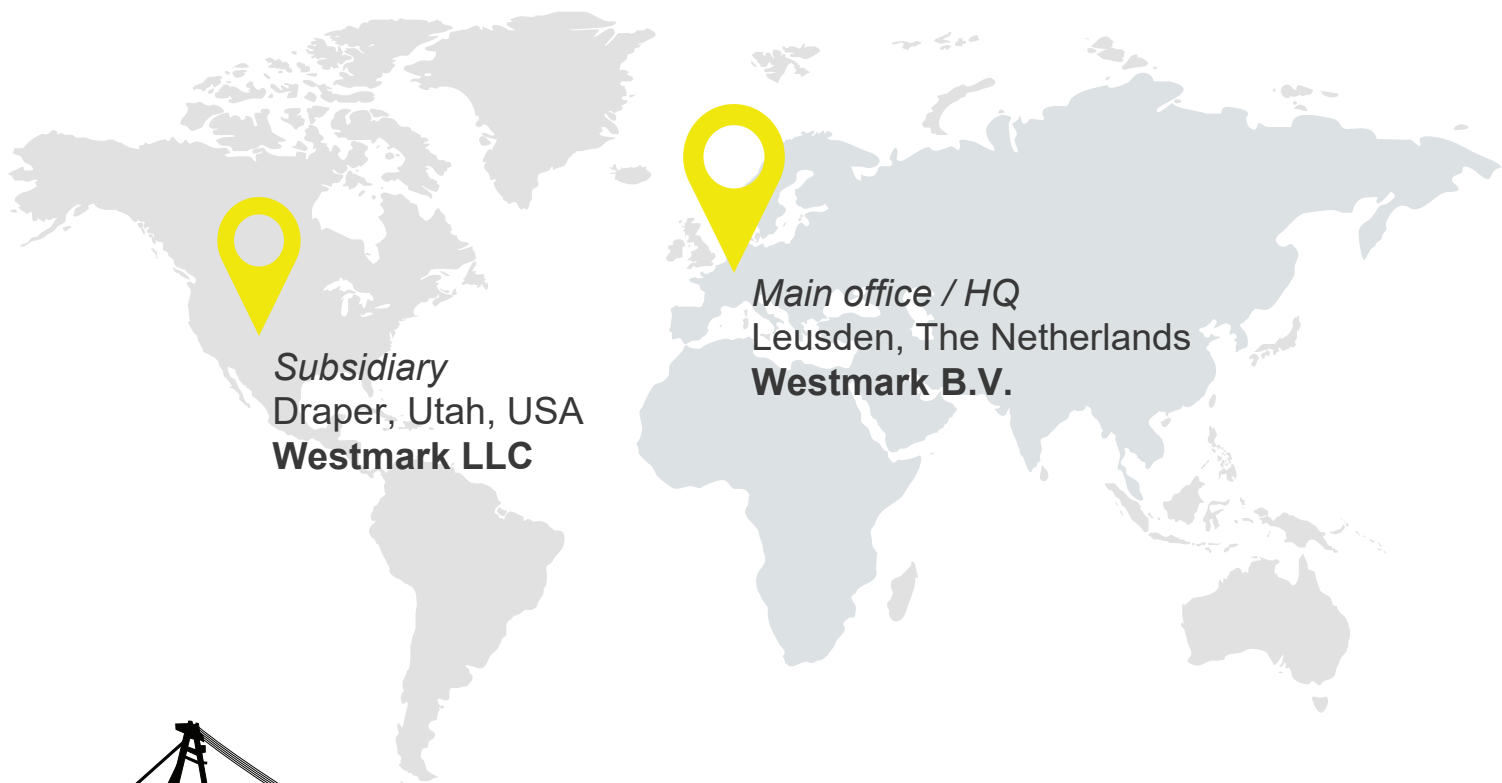 Main office / HQ
Leusden, The Netherlands
Westmark B.V.
Subsidiary
Draper, Utah, USA
Westmark LLC